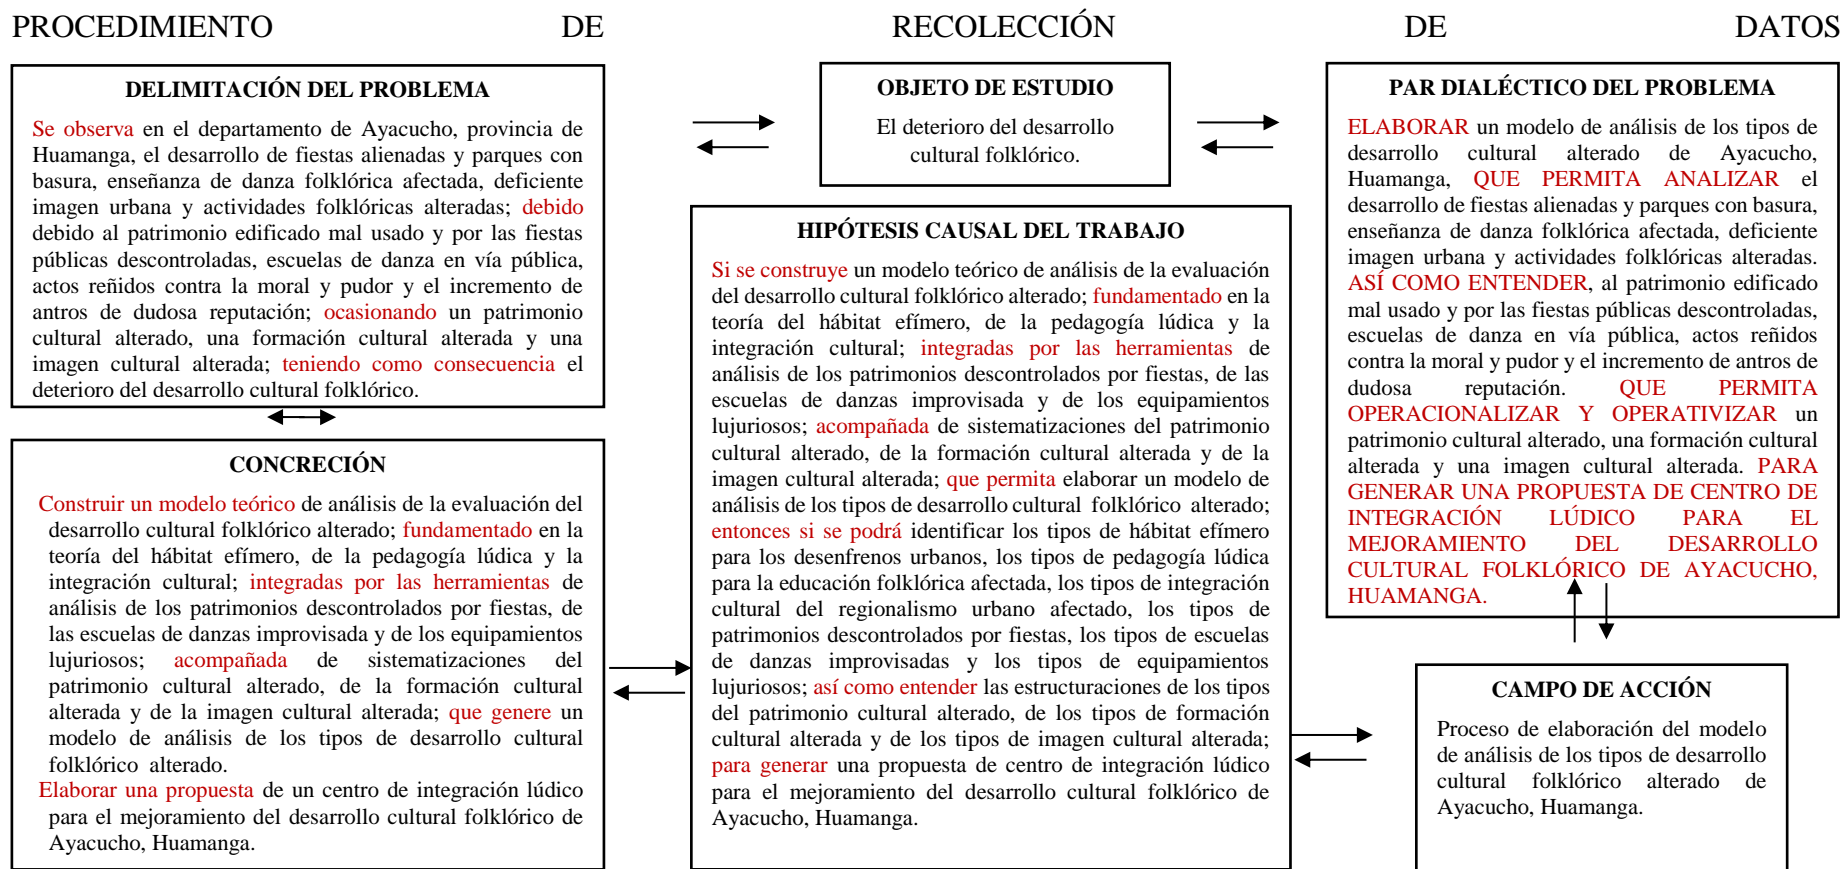 PROCEDIMIENTO DE RECOLECCIÓN DE DATOS
DELIMITACIÓN DEL PROBLEMA
Se observa en el departamento de Ayacucho, provincia de
Huamanga, el desarrollo de fiestas alienadas y parques con
basura, enseñanza de danza folklórica afectada, deficiente
imagen urbana y actividades folklóricas alteradas; debido
debido al patrimonio edificado mal usado y por las fiestas
públicas descontroladas, escuelas de danza en vía pública,
actos reñidos contra la moral y pudor y el incremento de
antros de dudosa reputación; ocasionando un patrimonio
cultural alterado, una formación cultural alterada y una
imagen cultural alterada; teniendo como consecuencia el
deterioro del desarrollo cultural folklórico.
OBJETO DE ESTUDIO
El deterioro del desarrollo
cultural folklórico.
PAR DIALÉCTICO DEL PROBLEMA
ELABORAR un modelo de análisis de los tipos de
desarrollo cultural alterado de Ayacucho,
Huamanga, QUE PERMITA ANALIZAR el
desarrollo de fiestas alienadas y parques con basura,
enseñanza de danza folklórica afectada, deficiente
imagen urbana y actividades folklóricas alteradas.
ASÍ COMO ENTENDER, al patrimonio edificado
mal usado y por las fiestas públicas descontroladas,
escuelas de danza en vía pública, actos reñidos
contra la moral y pudor y el incremento de antros de
dudosa reputación. QUE PERMITA
OPERACIONALIZAR Y OPERATIVIZAR un
patrimonio cultural alterado, una formación cultural
alterada y una imagen cultural alterada. PARA
GENERAR UNA PROPUESTA DE CENTRO DE
INTEGRACIÓN LÚDICO PARA EL
MEJORAMIENTO DEL DESARROLLO
CULTURAL FOLKLÓRICO DE AYACUCHO,
HUAMANGA.
CONCRECIÓN
Construir un modelo teórico de análisis de la evaluación del
desarrollo cultural folklórico alterado; fundamentado en la
teoría del hábitat efímero, de la pedagogía lúdica y la
integración cultural; integradas por las herramientas de
análisis de los patrimonios descontrolados por fiestas, de
las escuelas de danzas improvisada y de los equipamientos
lujuriosos; acompañada de sistematizaciones del
patrimonio cultural alterado, de la formación cultural
alterada y de la imagen cultural alterada; que genere un
modelo de análisis de los tipos de desarrollo cultural
folklórico alterado.
Elaborar una propuesta de un centro de integración lúdico
para el mejoramiento del desarrollo cultural folklórico de
Ayacucho, Huamanga.
HIPÓTESIS CAUSAL DEL TRABAJO
Si se construye un modelo teórico de análisis de la evaluación
del desarrollo cultural folklórico alterado; fundamentado en la
teoría del hábitat efímero, de la pedagogía lúdica y la
integración cultural; integradas por las herramientas de
análisis de los patrimonios descontrolados por fiestas, de las
escuelas de danzas improvisada y de los equipamientos
lujuriosos; acompañada de sistematizaciones del patrimonio
cultural alterado, de la formación cultural alterada y de la
imagen cultural alterada; que permita elaborar un modelo de
análisis de los tipos de desarrollo cultural folklórico alterado;
entonces si se podrá identificar los tipos de hábitat efímero
para los desenfrenos urbanos, los tipos de pedagogía lúdica
para la educación folklórica afectada, los tipos de integración
cultural del regionalismo urbano afectado, los tipos de
patrimonios descontrolados por fiestas, los tipos de escuelas
de danzas improvisadas y los tipos de equipamientos
lujuriosos; así como entender las estructuraciones de los tipos
del patrimonio cultural alterado, de los tipos de formación
cultural alterada y de los tipos de imagen cultural alterada;
para generar una propuesta de centro de integración lúdico
para el mejoramiento del desarrollo cultural folklórico de
Ayacucho, Huamanga.
CAMPO DE ACCIÓN
Proceso de elaboración del modelo
de análisis de los tipos de desarrollo
cultural folklórico alterado de
Ayacucho, Huamanga.